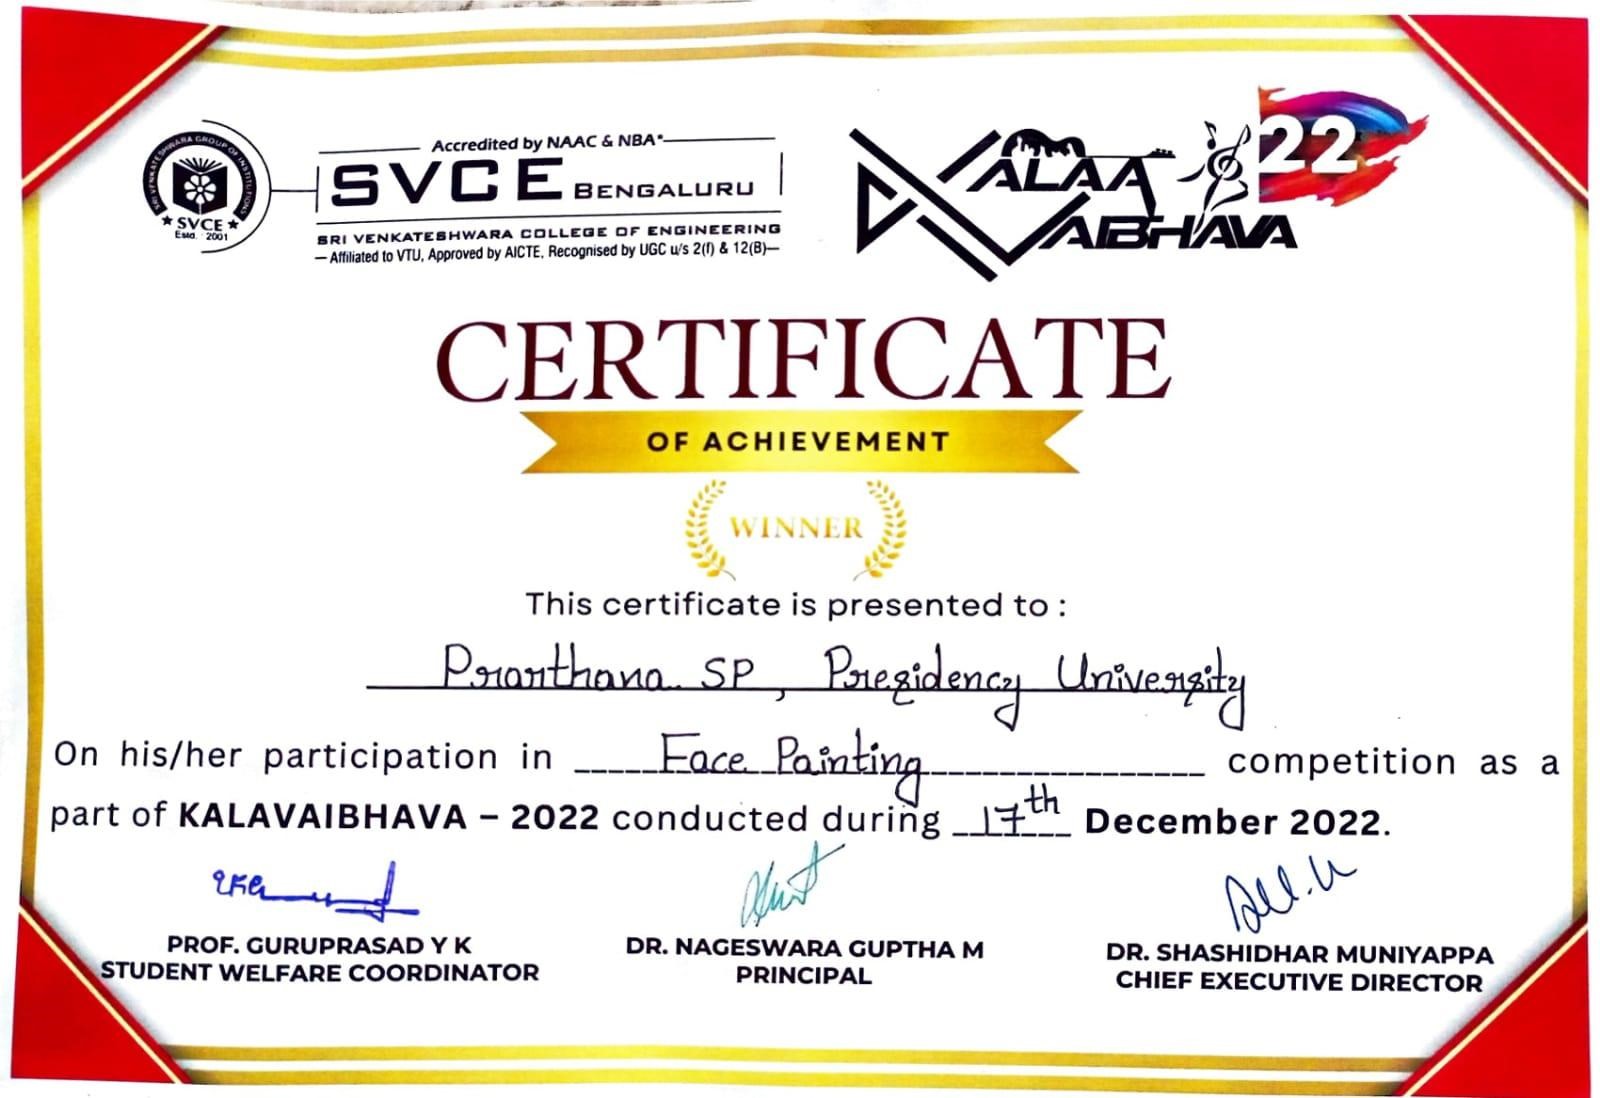 SRI VENKATESHWARA GROUP OF INSTITUTIONS
SVCE
Estd. 2001
Accredited by NAAC & NBA*
SVCE BENGALURU
SRI VENKATESHWARA COLLEGE OF ENGINEERING
Affiliated to VTU, Approved by AICTE, Recognised by UGC u/s 2(f) & 12(B)
KALAA VAIBHAVA 22
CERTIFICATE
OF ACHIEVEMENT
WINNER
This certificate is presented to :
Prarthana SP, Presidency University
On his/her participation in Face Painting competition as a
part of KALAVAIBHAVA – 2022 conducted during 17th December 2022.
PROF. GURUPRASAD Y K
STUDENT WELFARE COORDINATOR
DR. NAGESWARA GUPTHA M
PRINCIPAL
DR. SHASHIDHAR MUNIYAPPA
CHIEF EXECUTIVE DIRECTOR